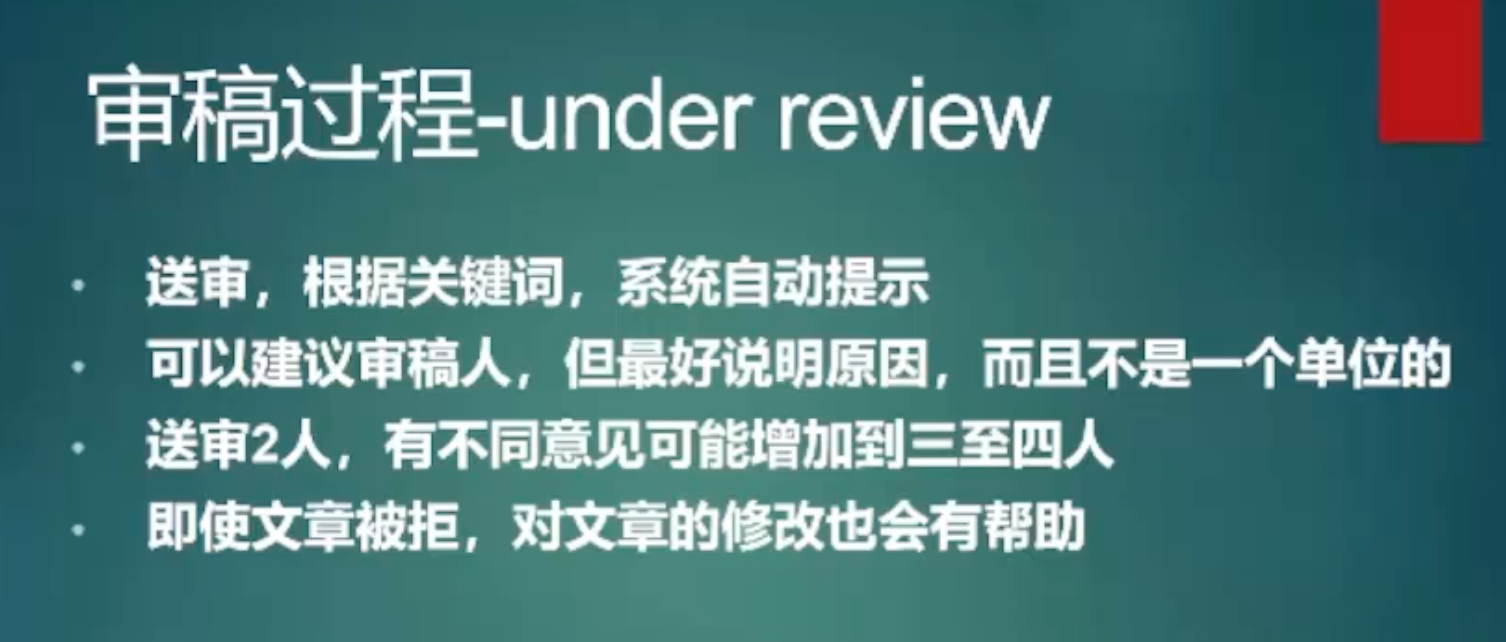 审稿过程-under review
送审，根据关键词，系统自动提示
可以建议审稿人，但最好说明原因，而且不是一个单位的
送审2人，有不同意见可能增加到三至四人
即使文章被拒，对文章的修改也会有帮助